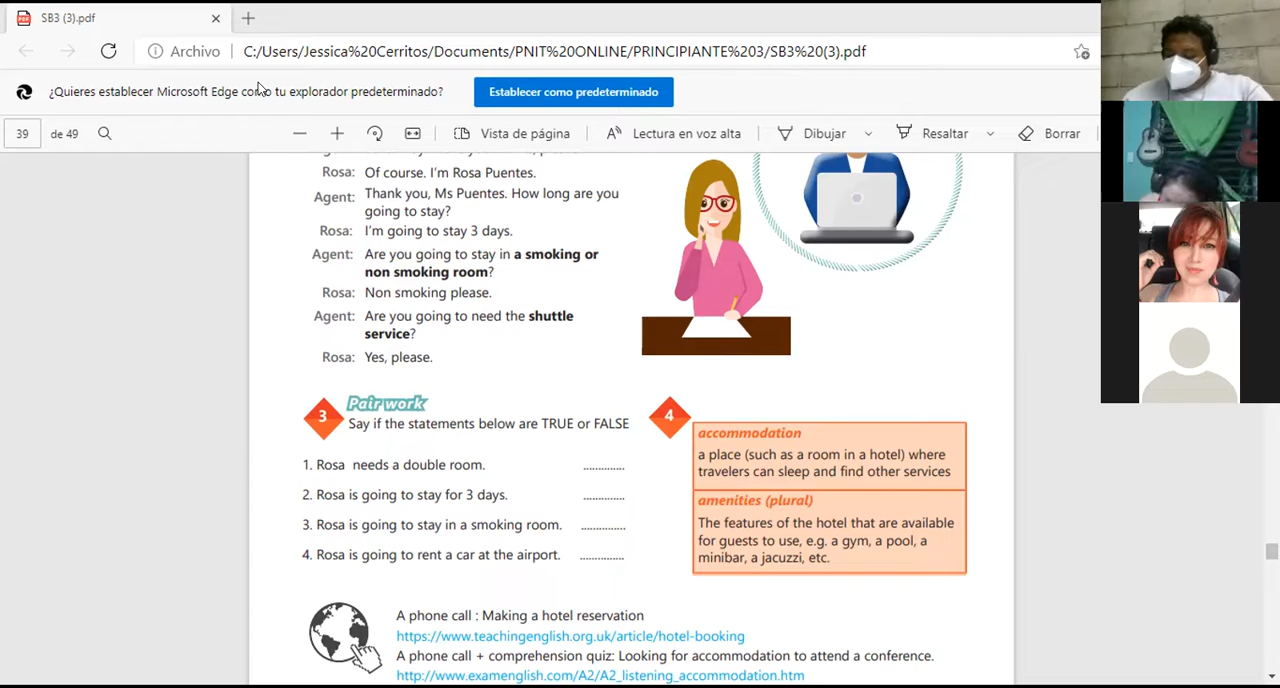 SB3 (3).pdf
Archivo C:/Users/Jessica%20Cerritos/Documents/PNIT%20ONLINE/PRINCIPIANTE%203/SB3%20(3).pdf
¿Quieres establecer Microsoft Edge como tu explorador predeterminado? Establecer como predeterminado
39 de 49 Vista de página Lectura en voz alta Dibujar Resaltar Borrar
Rosa: Of course. I'm Rosa Puentes.
Agent: Thank you, Ms Puentes. How long are you
going to stay?
Rosa: I'm going to stay 3 days.
Agent: Are you going to stay in a smoking or
non smoking room?
Rosa: Non smoking please.
Agent: Are you going to need the shuttle
service?
Rosa: Yes, please.
3 Pair work
Say if the statements below are TRUE or FALSE
1. Rosa needs a double room. ..............
2. Rosa is going to stay for 3 days. ..............
3. Rosa is going to stay in a smoking room. ..............
4. Rosa is going to rent a car at the airport. ..............
4
accommodation
a place (such as a room in a hotel) where
travelers can sleep and find other services
amenities (plural)
The features of the hotel that are available
for guests to use, e.g. a gym, a pool, a
minibar, a jacuzzi, etc.
A phone call : Making a hotel reservation
https://www.teachingenglish.org.uk/article/hotel-booking
A phone call + comprehension quiz: Looking for accommodation to attend a conference.
http://www.examenglish.com/A2/A2_listening_accommodation.htm